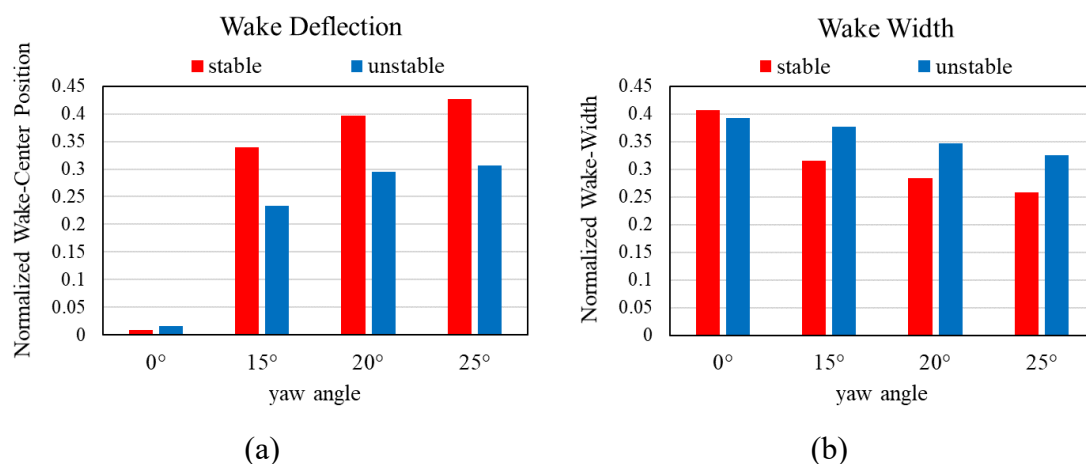 Wake Deflection
stable
unstable
Normalized Wake-Center Position
0.45
0.4
0.35
0.3
0.25
0.2
0.15
0.1
0.05
0
0°
15°
20°
25°
yaw angle
(a)
Wake Width
stable
unstable
Normalized Wake-Width
0.45
0.4
0.35
0.3
0.25
0.2
0.15
0.1
0.05
0
0°
15°
20°
25°
yaw angle
(b)